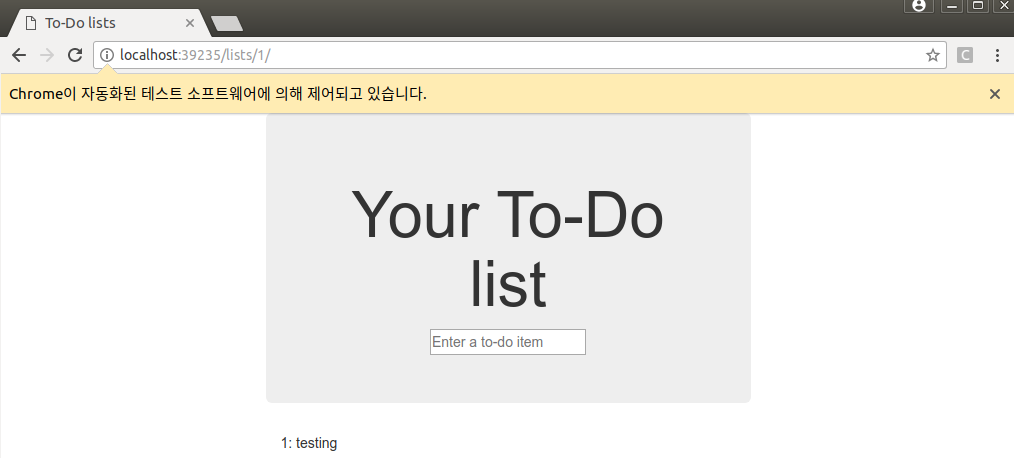 To-Do lists
localhost:39235/lists/1/
C
Chrome이 자동화된 테스트 소프트웨어에 의해 제어되고 있습니다.
Your To-Do
list
Enter a to-do item
1: testing